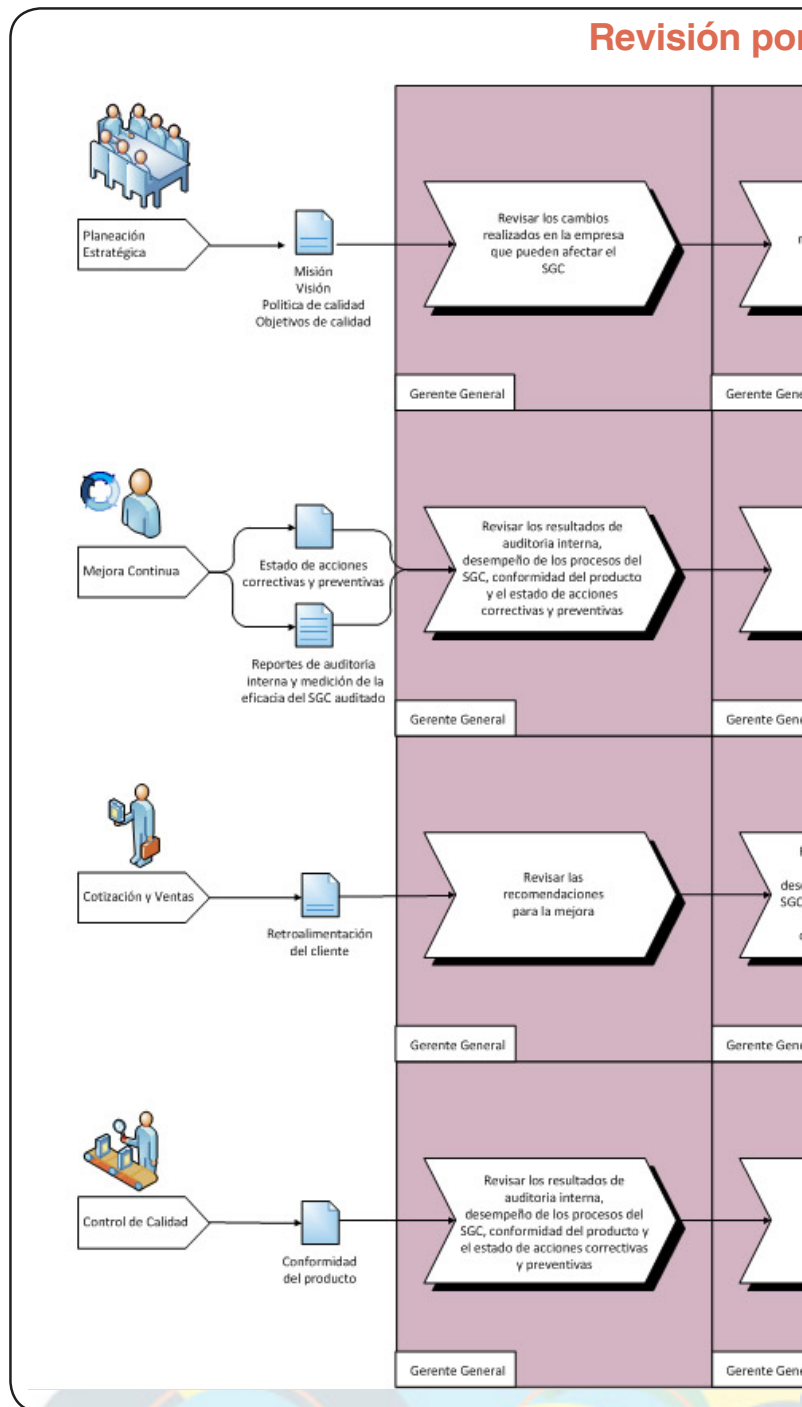 Revisión por
Planeación
Estratégica
Misión
Visión
Política de calidad
Objetivos de calidad
Revisar los cambios
realizados en la empresa
que pueden afectar el
SGC
Gerente General
Mejora Continua
Estado de acciones
correctivas y preventivas
Reportes de auditoria
interna y medición de la
eficacia del SGC auditado
Revisar los resultados de
auditoria interna,
desempeño de los procesos del
SGC, conformidad del producto
y el estado de acciones
correctivas y preventivas
Gerente General
Gerente
Cotización y Ventas
Retroalimentación
del cliente
Revisar las
recomendaciones
para la mejora
SGC
Gerente General
Gerente
Control de Calidad
Conformidad
del producto
Revisar los resultados de
auditoria interna,
desempeño de los procesos del
SGC, conformidad del producto y
el estado de acciones correctivas
y preventivas
Gerente General
Gerente